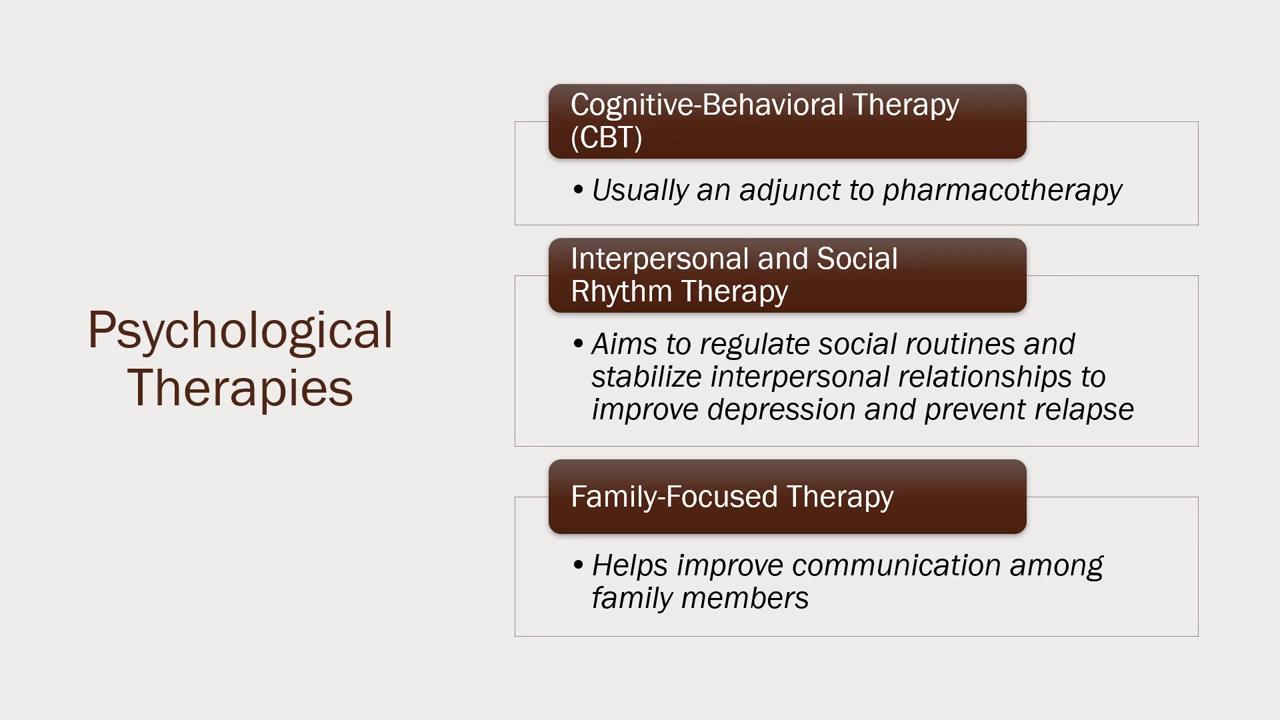 Psychological
Therapies
Cognitive-Behavioral Therapy
(CBT)
• Usually an adjunct to pharmacotherapy
Interpersonal and Social
Rhythm Therapy
• Aims to regulate social routines and
stabilize interpersonal relationships to
improve depression and prevent relapse
Family-Focused Therapy
• Helps improve communication among
family members